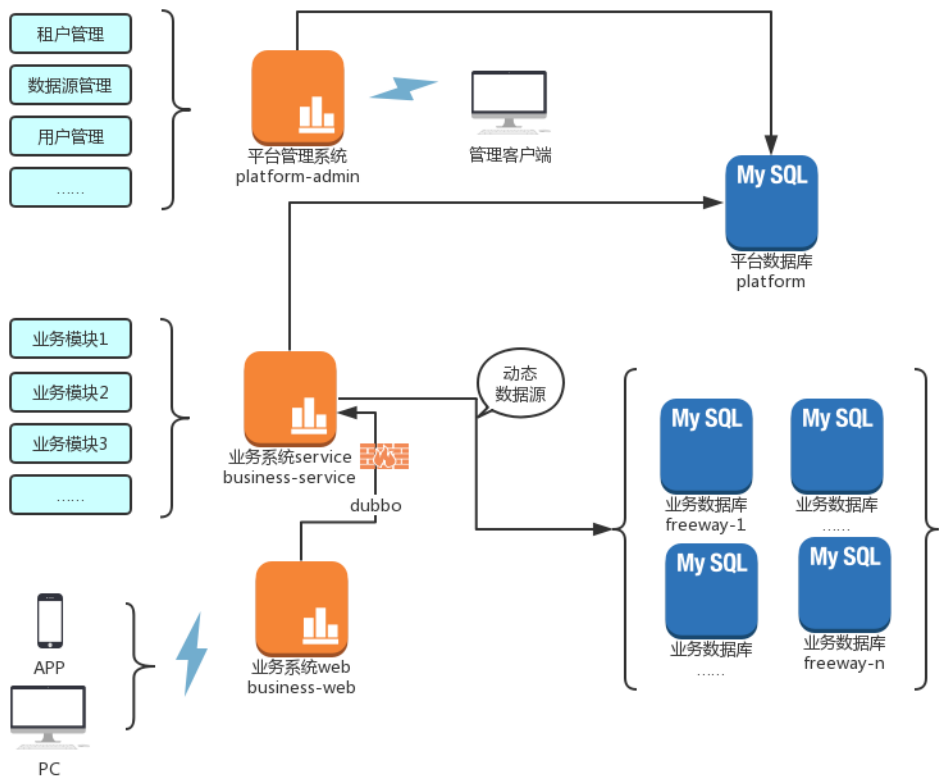 租户管理
数据源管理
用户管理
……
平台管理系统
platform-admin
管理客户端
My SQL
平台数据库
platform
业务模块1
业务模块2
业务模块3
……
业务系统service
business-service
动态
数据源
dubbo
My SQL
业务数据库
freeway-1
My SQL
业务数据库
……
My SQL
业务数据库
……
My SQL
业务数据库
freeway-n
业务系统web
business-web
APP
PC